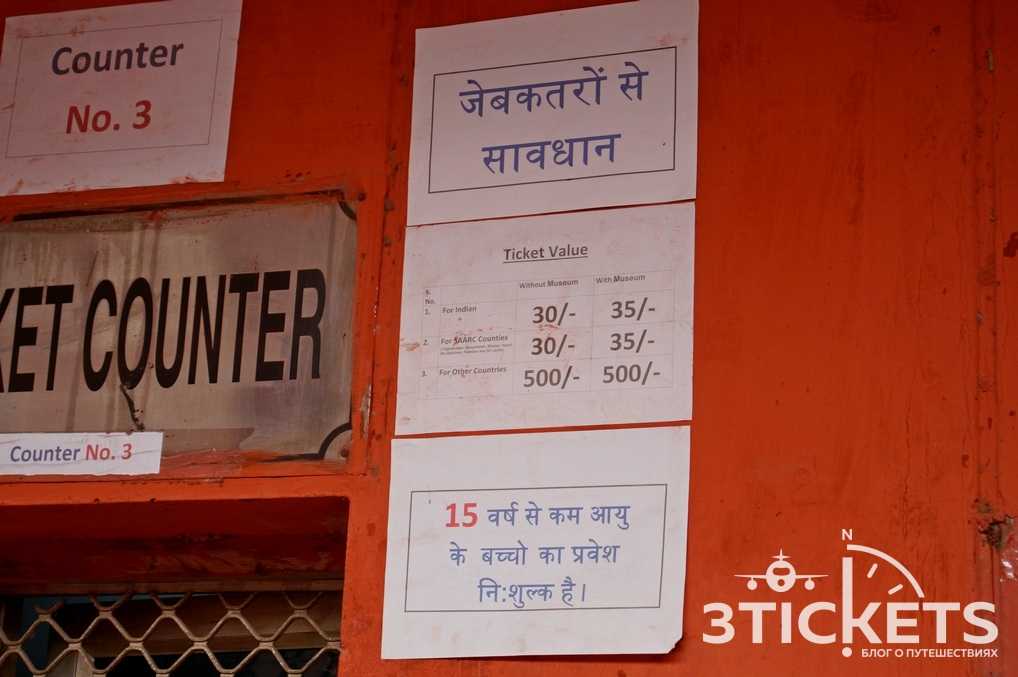 Counter
No. 3
KET COUNTER
Counter No. 3
जेबकतरों से
सावधान
Ticket Value
S. No. Without Museum With Museum
1. For Indian 30/- 35/-
2. For SAARC Counties 30/- 35/-
3. For Other Countries 500/- 500/-
15 वर्ष से कम आयु
के बच्चो का प्रवेश
नि:शुल्क है।
N
3TICKETS
БЛОГ О ПУТЕШЕСТВИЯХ